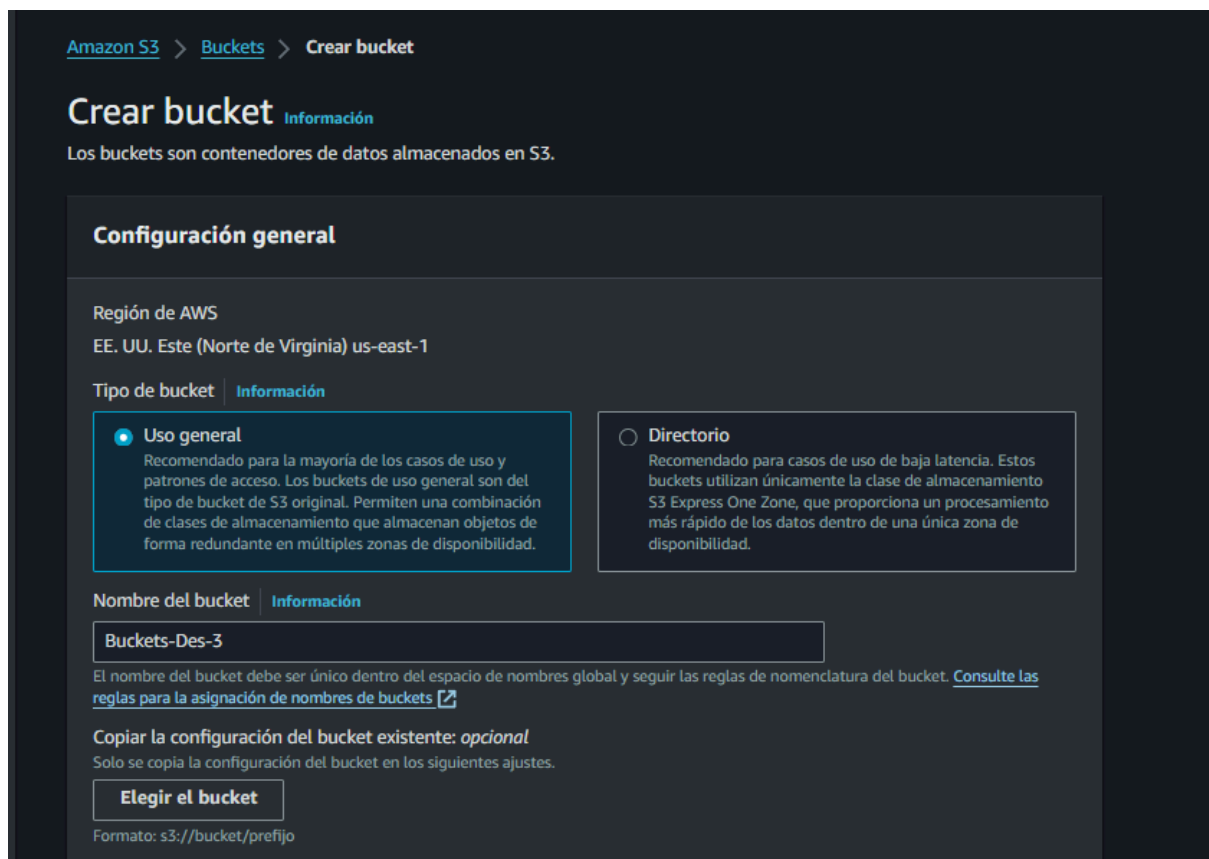 Amazon S3 > Buckets > Crear bucket
Crear bucket Información
Los buckets son contenedores de datos almacenados en S3.
Configuración general
Región de AWS
EE. UU. Este (Norte de Virginia) us-east-1
Tipo de bucket Información
Uso general
Recomendado para la mayoría de los casos de uso y
patrones de acceso. Los buckets de uso general son del
tipo de bucket de S3 original. Permiten una combinación
de clases de almacenamiento que almacenan objetos de
forma redundante en múltiples zonas de disponibilidad.
Directorio
Recomendado para casos de uso de baja latencia. Estos
buckets utilizan únicamente la clase de almacenamiento
S3 Express One Zone, que proporciona un procesamiento
más rápido de los datos dentro de una única zona de
disponibilidad.
Nombre del bucket Información
Buckets-Des-3
El nombre del bucket debe ser único dentro del espacio de nombres global y seguir las reglas de nomenclatura del bucket. Consulte las
reglas para la asignación de nombres de buckets
Copiar la configuración del bucket existente: opcional
Solo se copia la configuración del bucket en los siguientes ajustes.
Elegir el bucket
Formato: s3://bucket/prefijo